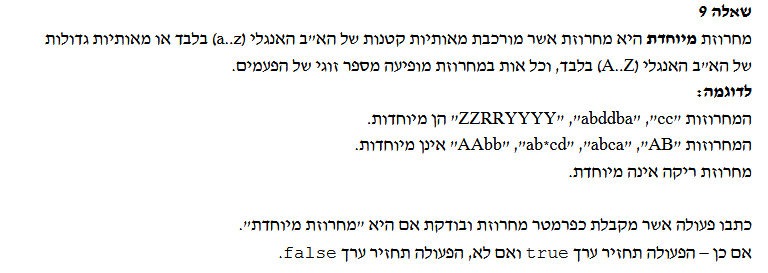 שאלה 9
מחרוזת מיוחדת היא מחרוזת אשר מורכבת מאותיות קטנות של הא"ב האנגלי (a..z) בלבד או מאותיות גדולות
של הא"ב האנגלי (A..Z) בלבד, וכל אות במחרוזת מופיעה מספר זוגי של הפעמים.
לדוגמה:
המחרוזות "cc", "abddba", "ZZRRYYYY" הן מיוחדות.
המחרוזות "AB", "abca", "ab*cd", "AAbb" אינן מיוחדות.
מחרוזת ריקה אינה מיוחדת.
כתבו פעולה אשר מקבלת כפרמטר מחרוזת ובודקת אם היא "מחרוזת מיוחדת".
אם כן – הפעולה תחזיר ערך true ואם לא, הפעולה תחזיר ערך false.